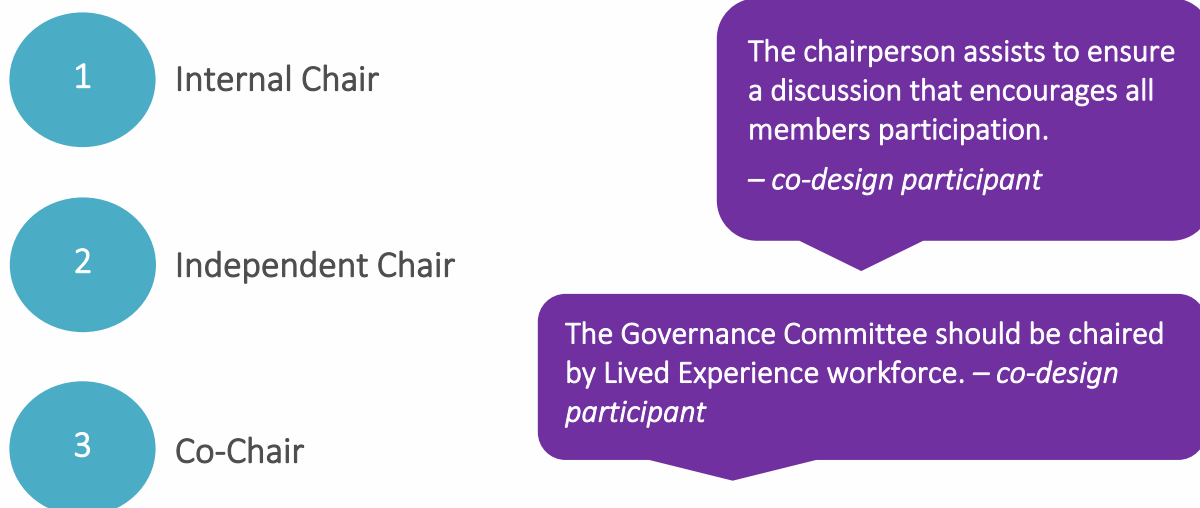 1
Internal Chair
2
Independent Chair
3
Co-Chair
The chairperson assists to ensure
a discussion that encourages all
members participation.
– co-design participant
The Governance Committee should be chaired
by Lived Experience workforce. – co-design
participant